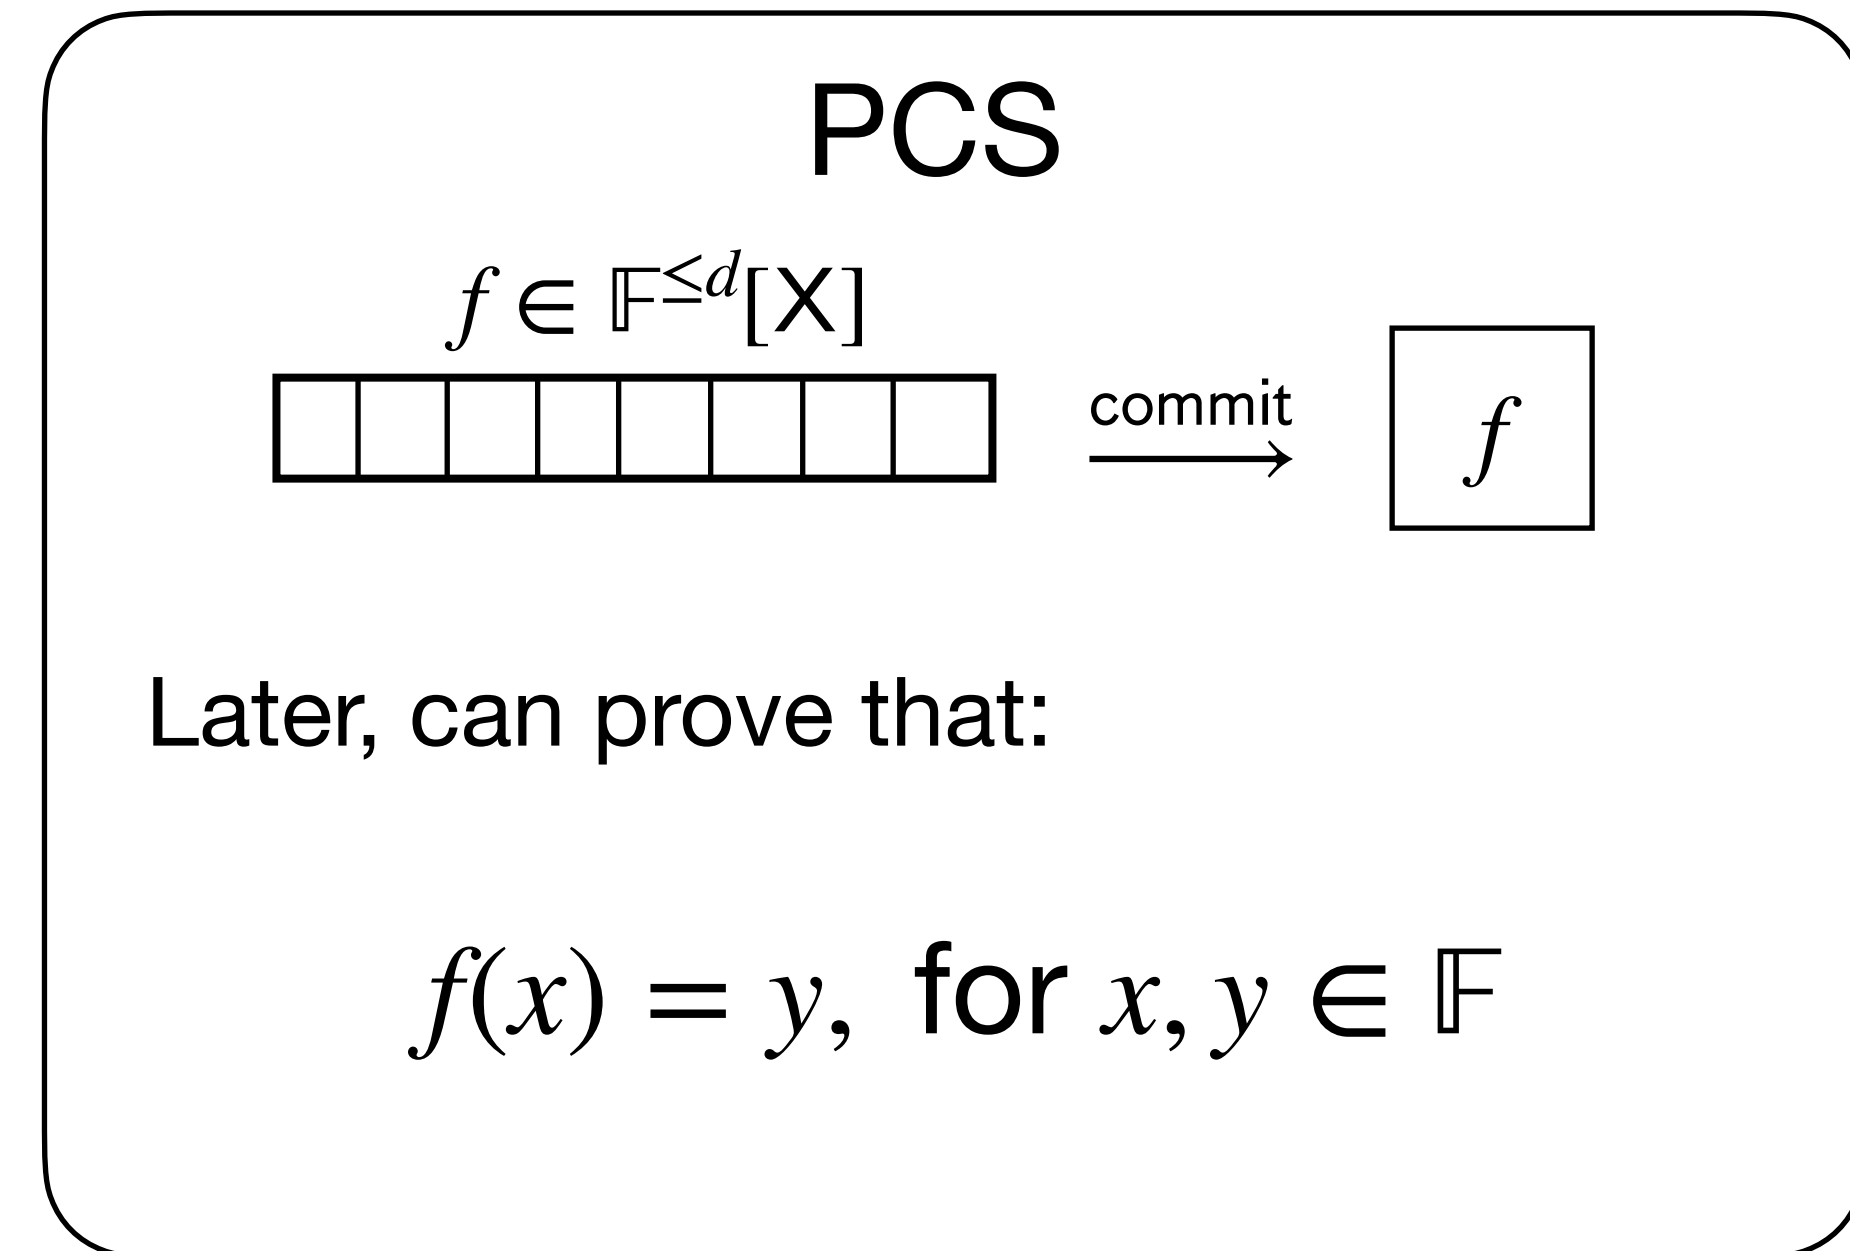 PCS
f ∈ 𝔽≤d[X]
commit
f
Later, can prove that:
f(x) = y, for x, y ∈ 𝔽